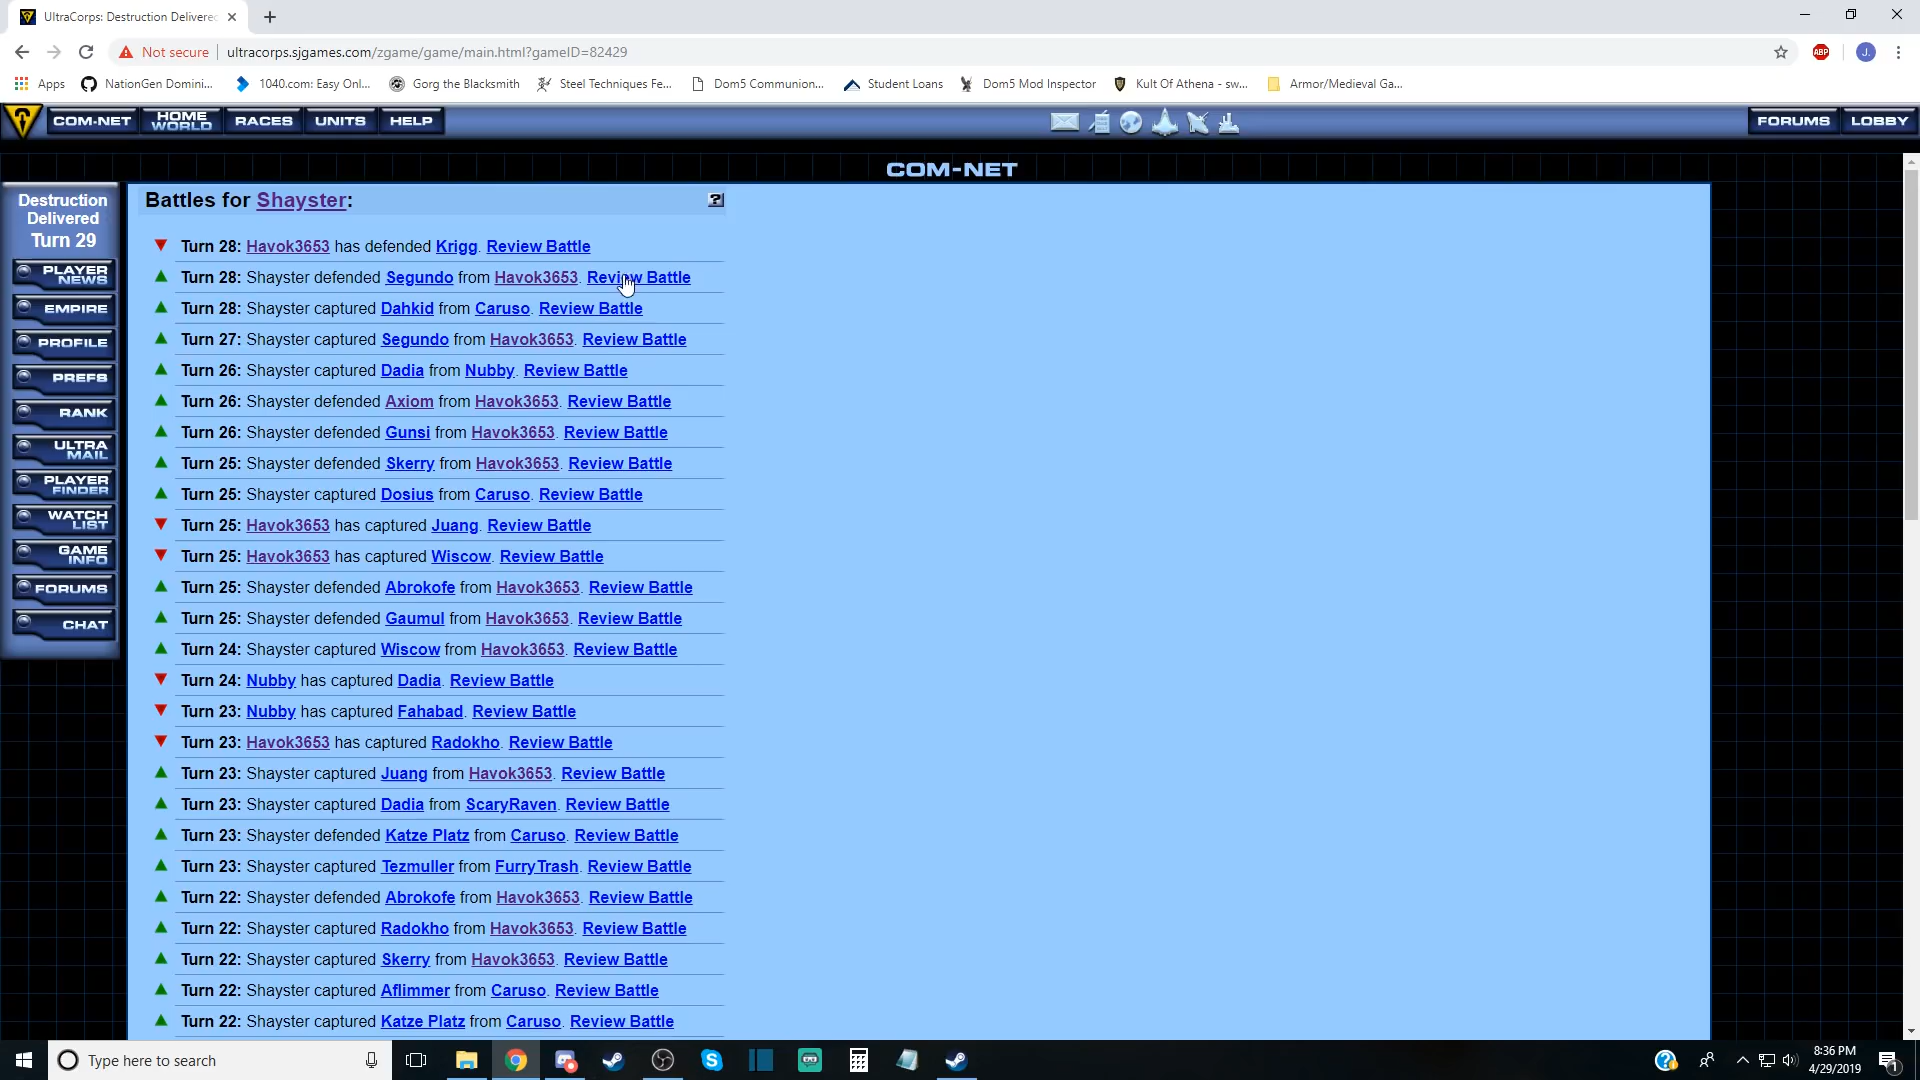 UltraCorps: Destruction Delivered
Not secure
ultracorps.sjgames.com/zgame/game/main.html?gameID=82429
ABP
J.
Apps
NationGen Domini...
1040.com: Easy Onl...
Gorg the Blacksmith
Steel Techniques Fe...
Dom5 Communion...
Student Loans
Dom5 Mod Inspector
Kult Of Athena - sw...
Armor/Medieval Ga...
COM-NET
HOME
WORLD
RACES
UNITS
HELP
FORUMS
LOBBY
COM-NET
Destruction
Delivered
Turn 29
PLAYER
NEWS
EMPIRE
PROFILE
PREFS
RANK
ULTRA
MAIL
PLAYER
FINDER
WATCH
LIST
GAME
INFO
FORUMS
CHAT
Battles for Shayster:
?
Turn 28: Havok3653 has defended Krigg. Review Battle
Turn 28: Shayster defended Segundo from Havok3653. Review Battle
Turn 28: Shayster captured Dahkid from Caruso. Review Battle
Turn 27: Shayster captured Segundo from Havok3653. Review Battle
Turn 26: Shayster captured Dadia from Nubby. Review Battle
Turn 26: Shayster defended Axiom from Havok3653. Review Battle
Turn 26: Shayster defended Gunsi from Havok3653. Review Battle
Turn 25: Shayster defended Skerry from Havok3653. Review Battle
Turn 25: Shayster captured Dosius from Caruso. Review Battle
Turn 25: Havok3653 has captured Juang. Review Battle
Turn 25: Havok3653 has captured Wiscow. Review Battle
Turn 25: Shayster defended Abrokofe from Havok3653. Review Battle
Turn 25: Shayster defended Gaumul from Havok3653. Review Battle
Turn 24: Shayster captured Wiscow from Havok3653. Review Battle
Turn 24: Nubby has captured Dadia. Review Battle
Turn 23: Nubby has captured Fahabad. Review Battle
Turn 23: Havok3653 has captured Radokho. Review Battle
Turn 23: Shayster captured Juang from Havok3653. Review Battle
Turn 23: Shayster captured Dadia from ScaryRaven. Review Battle
Turn 23: Shayster defended Katze Platz from Caruso. Review Battle
Turn 23: Shayster captured Tezmuller from FurryTrash. Review Battle
Turn 22: Shayster defended Abrokofe from Havok3653. Review Battle
Turn 22: Shayster captured Radokho from Havok3653. Review Battle
Turn 22: Shayster captured Skerry from Havok3653. Review Battle
Turn 22: Shayster captured Aflimmer from Caruso. Review Battle
Turn 22: Shayster captured Katze Platz from Caruso. Review Battle
Type here to search
8:36 PM
4/29/2019
1